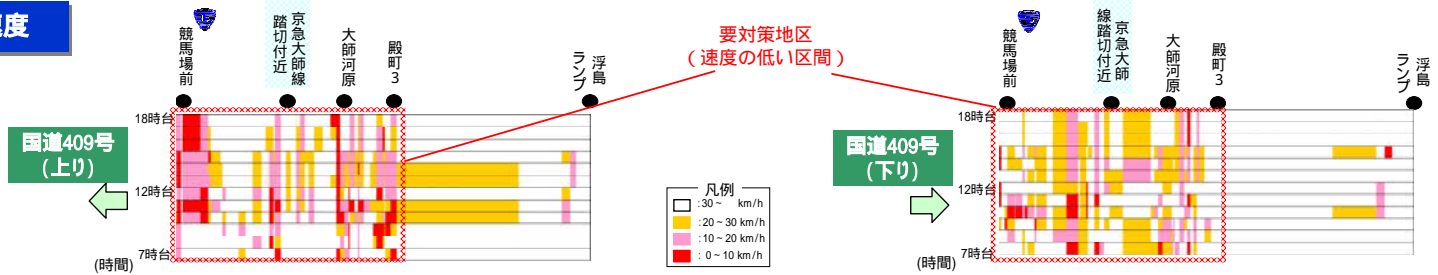 度
競馬場前
京急大師線
踏切付近
大師河原
殿町3
浮島
ランプ
要対策地区
(速度の低い区間)
競馬場前
京急大師
線踏切付近
大師河原
殿町3
浮島
ランプ
18時台
12時台
7時台
(時間)
国道409号
(上り)
凡例
:30~ km/h
:20~30 km/h
:10~20 km/h
: 0~10 km/h
国道409号
(下り)
18時台
12時台
7時台
(時間)